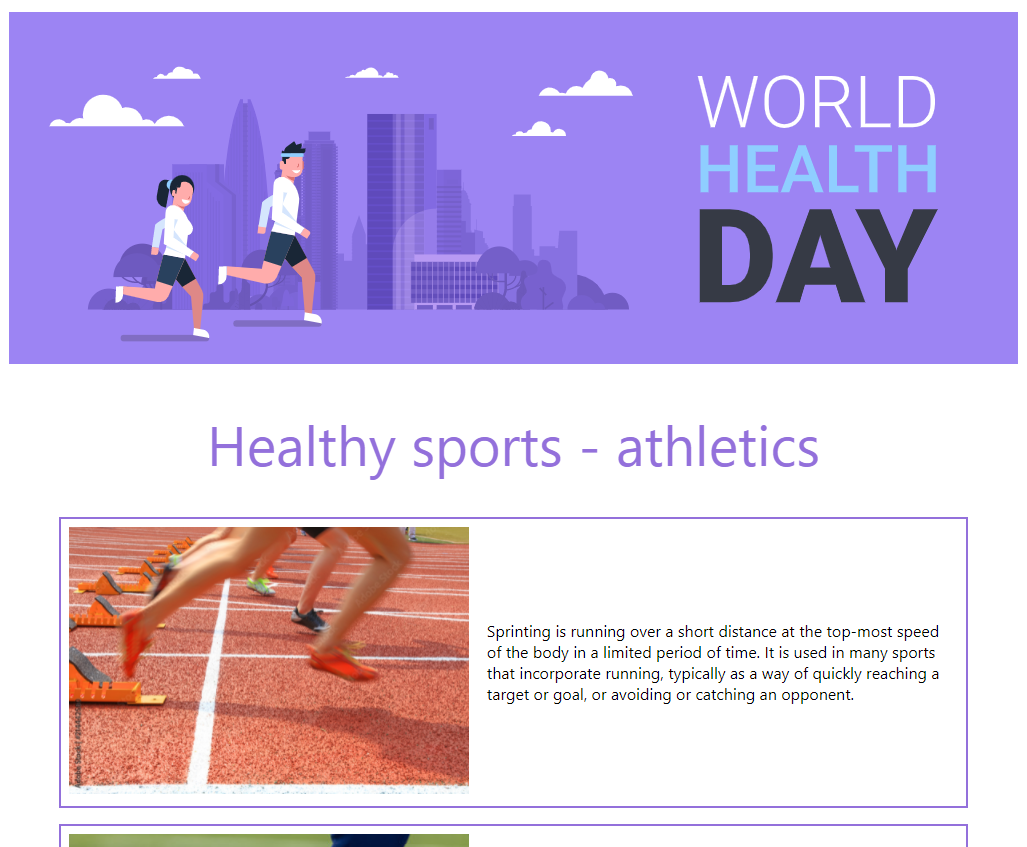 WORLD
HEALTH
DAY
Healthy sports - athletics
Sprinting is running over a short distance at the top-most speed
of the body in a limited period of time. It is used in many sports
that incorporate running, typically as a way of quickly reaching a
target or goal, or avoiding or catching an opponent.